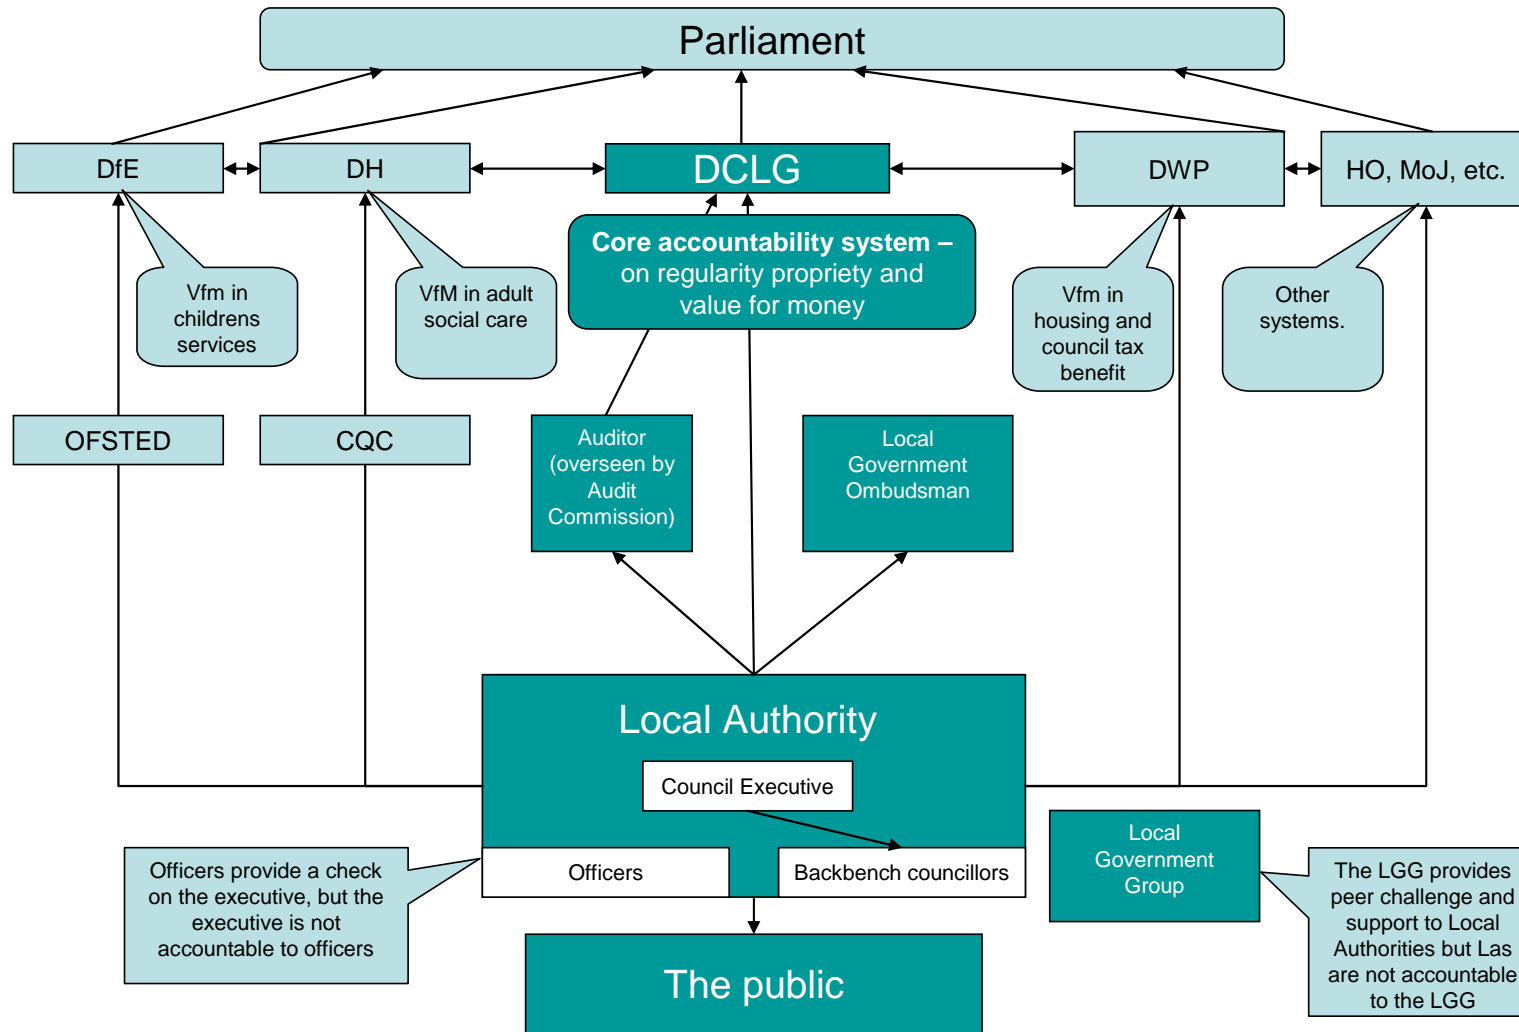 Parliament
DfE
DH
DCLG
DWP
HO, MoJ, etc.
Core accountability system –
on regularity propriety and
value for money
Vfm in
childrens
services
VfM in adult
social care
Vfm in
housing and
council tax
benefit
Other
systems.
OFSTED
CQC
Auditor
(overseen by
Audit
Commission)
Local
Government
Ombudsman
Local Authority
Council Executive
Officers
Backbench councillors
Officers provide a check
on the executive, but the
executive is not
accountable to officers
Local
Government
Group
The LGG provides
peer challenge and
support to Local
Authorities but Las
are not accountable
to the LGG
The public